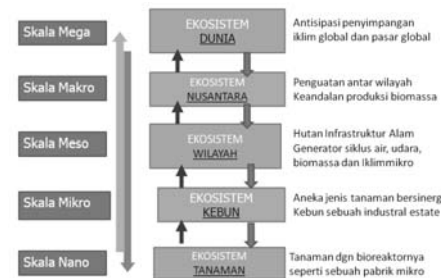 Skala Mega
EKOSISTEM
DUNIA
Antisipasi penyimpangan
iklim global dan pasar global
Skala Makro
EKOSISTEM
NUSANTARA
Penguatan antar wilayah
Keandalan produksi biomassa
Skala Meso
EKOSISTEM
WILAYAH
Hutan Infrastruktur Alam
Generator siklus air, udara,
biomassa dan Iklimmikro
Skala Mikro
EKOSISTEM
KEBUN
Aneka jenis tanaman bersinerg
Kebun sebuah industral estate
Skala Nano
EKOSISTEM
TANAMAN
Tanaman dgn bioreaktornya
seperti sebuah pabrik mikro